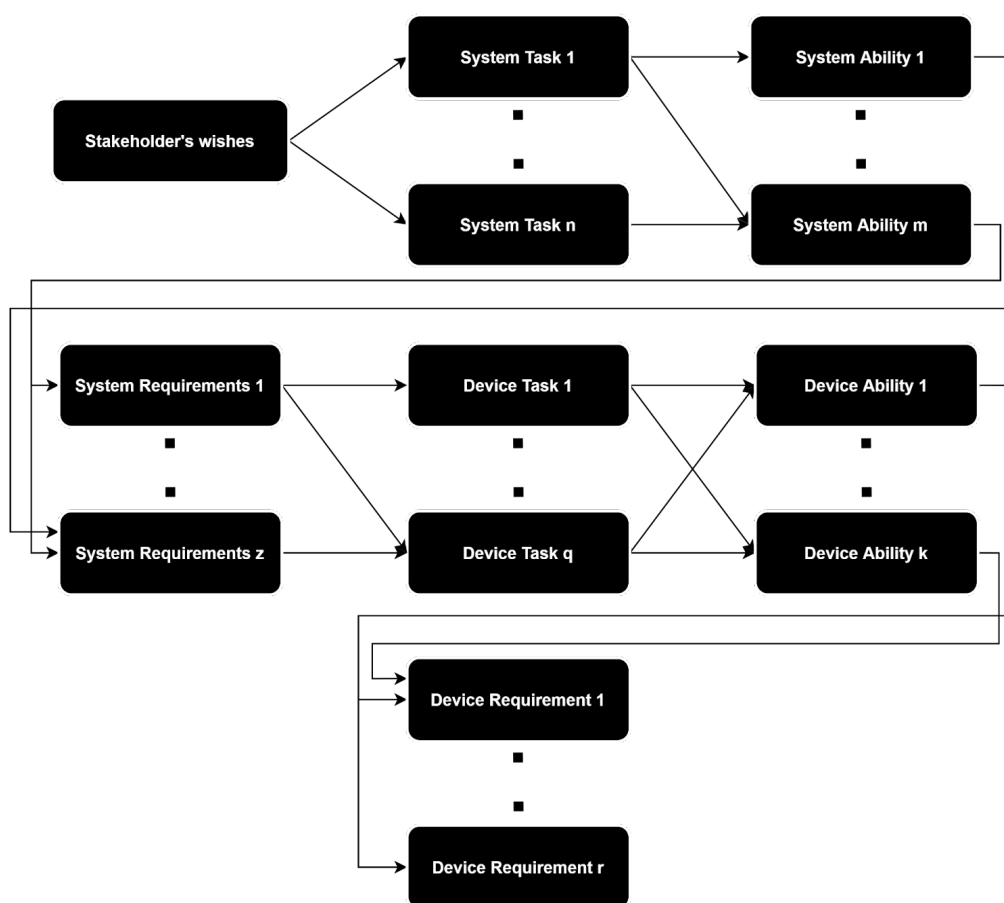 System Task 1
System Ability 1
Stakeholder's wishes
System Task n
System Ability m
System Requirements 1
Device Task 1
Device Ability 1
System Requirements z
Device Task q
Device Ability k
Device Requirement 1
Device Requirement r